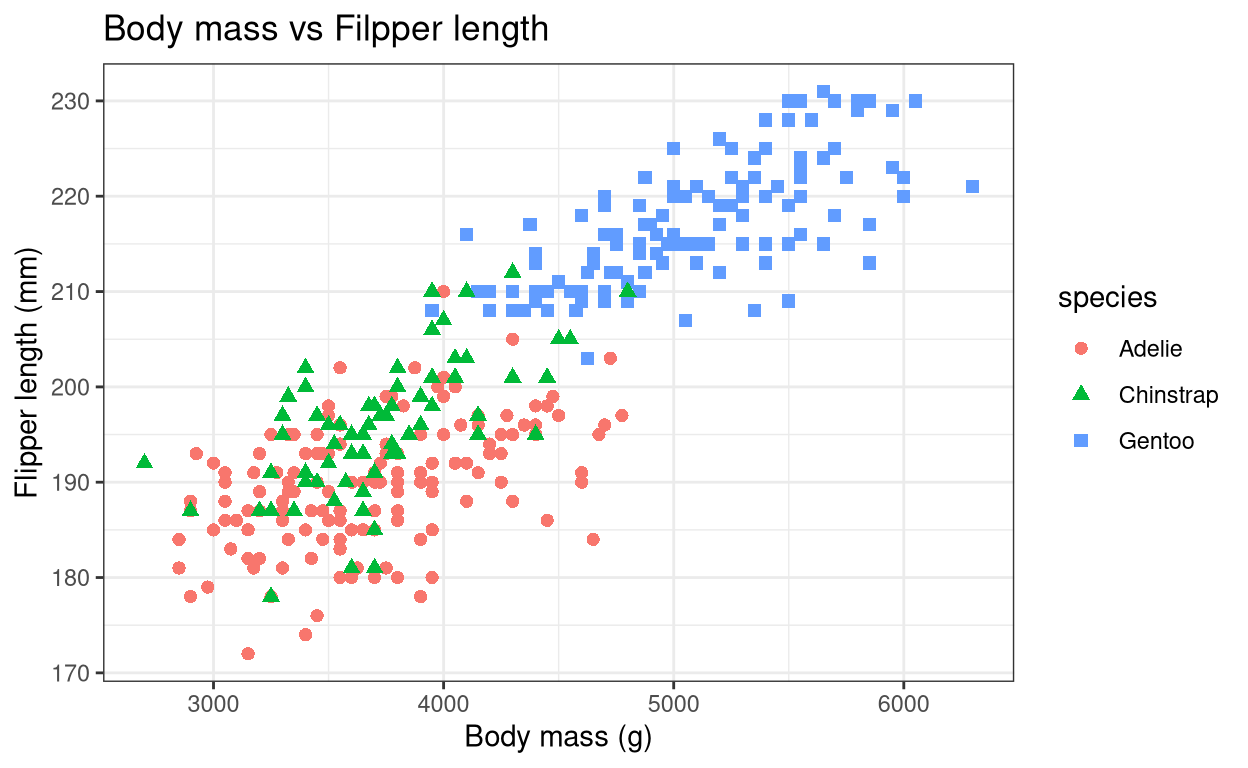 Body mass vs Filpper length
230
220
210
200
190
180
170
Flipper length (mm)
3000 4000 5000 6000
Body mass (g)
species
Adelie
Chinstrap
Gentoo